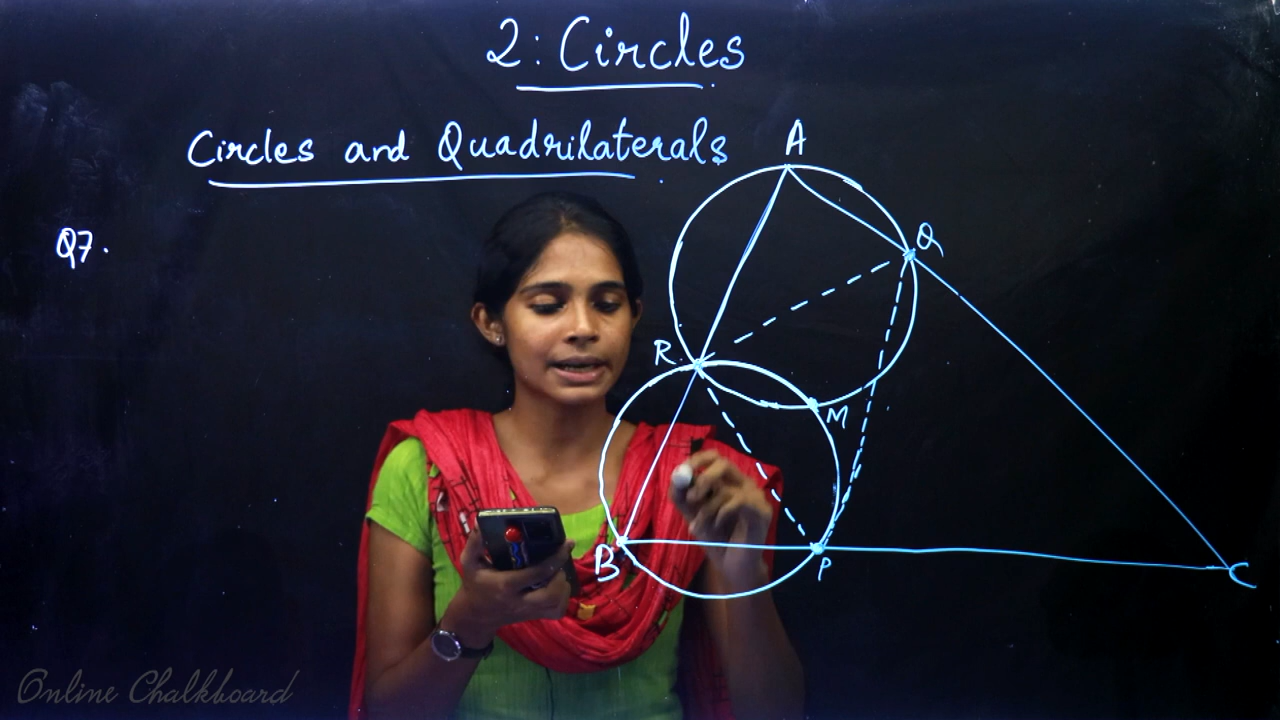 2: Circles
Circles and Quadrilaterals
Q7.
A
Q
R
M
B
P
C
Online Chalkboard